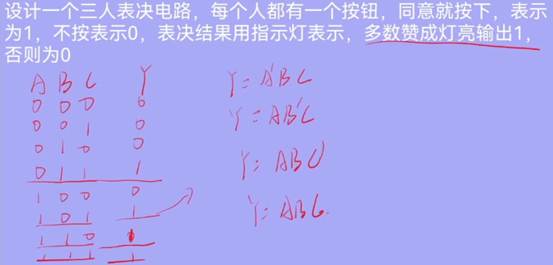 设计一个三人表决电路，每个人都有一个按钮，同意就按下，表示
为1，不按表示0，表决结果用指示灯表示，多数赞成灯亮输出1，
否则为0
A B C Y
0 0 0 0
0 0 1 0
0 1 0 0
0 1 1 1
1 0 0 0
1 0 1 1
1 1 0 1
1 1 1 1
Y=A'BC
Y=AB'C
Y=ABC'
Y=ABC